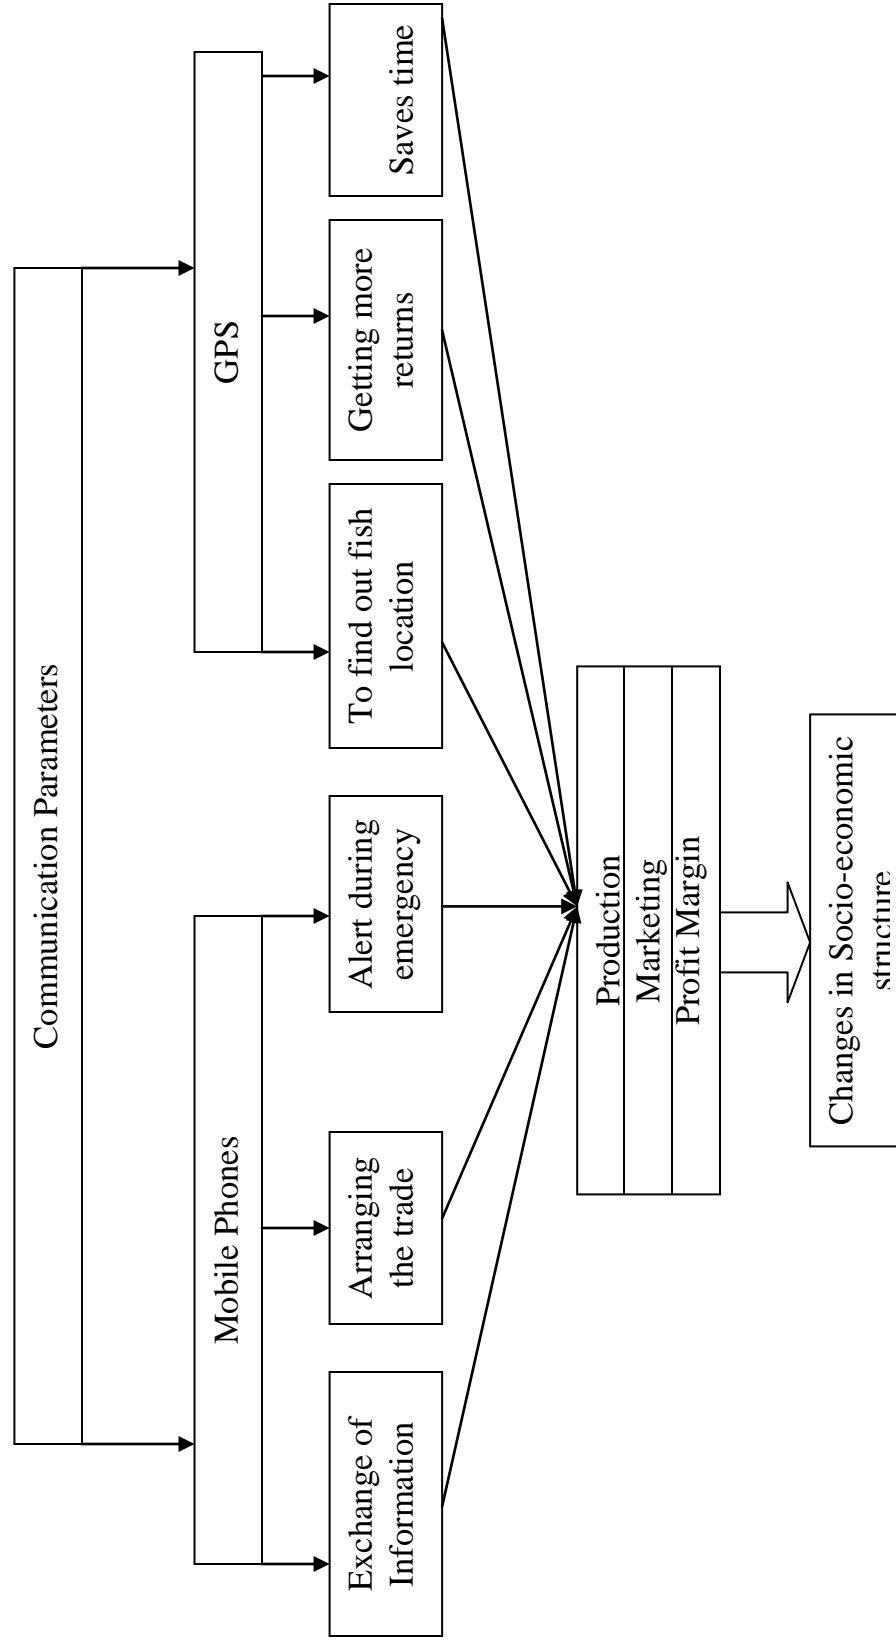 Communication Parameters
Mobile Phones
GPS
Exchange of
Information
Arranging
the trade
Alert during
emergency
To find out fish
location
Getting more
returns
Saves time
Production
Marketing
Profit Margin
Changes in Socio-economic
structure